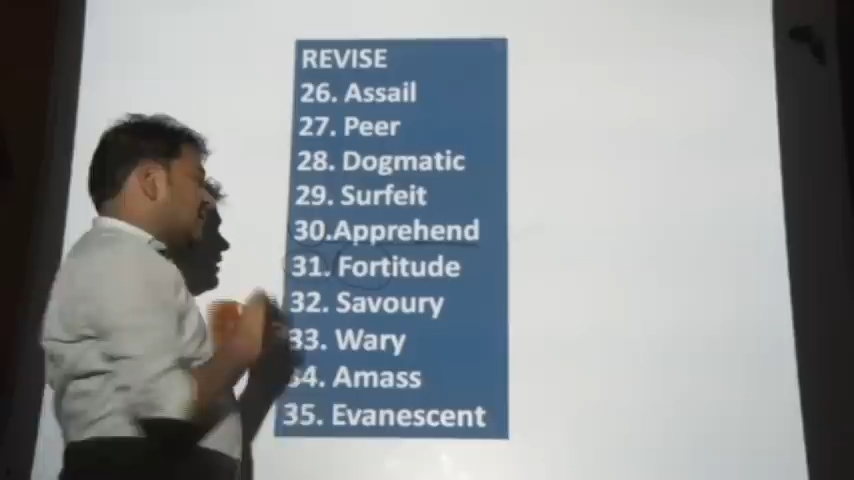 REVISE
26. Assail
27. Peer
28. Dogmatic
29. Surfeit
30.Apprehend
31. Fortitude
32. Savoury
33. Wary
34. Amass
35. Evanescent